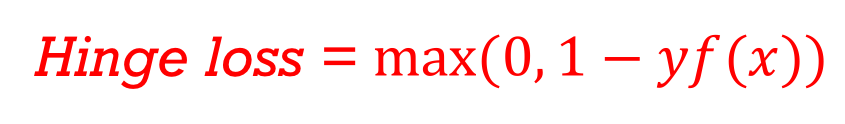 Hinge loss = max(0, 1 − yf(x))